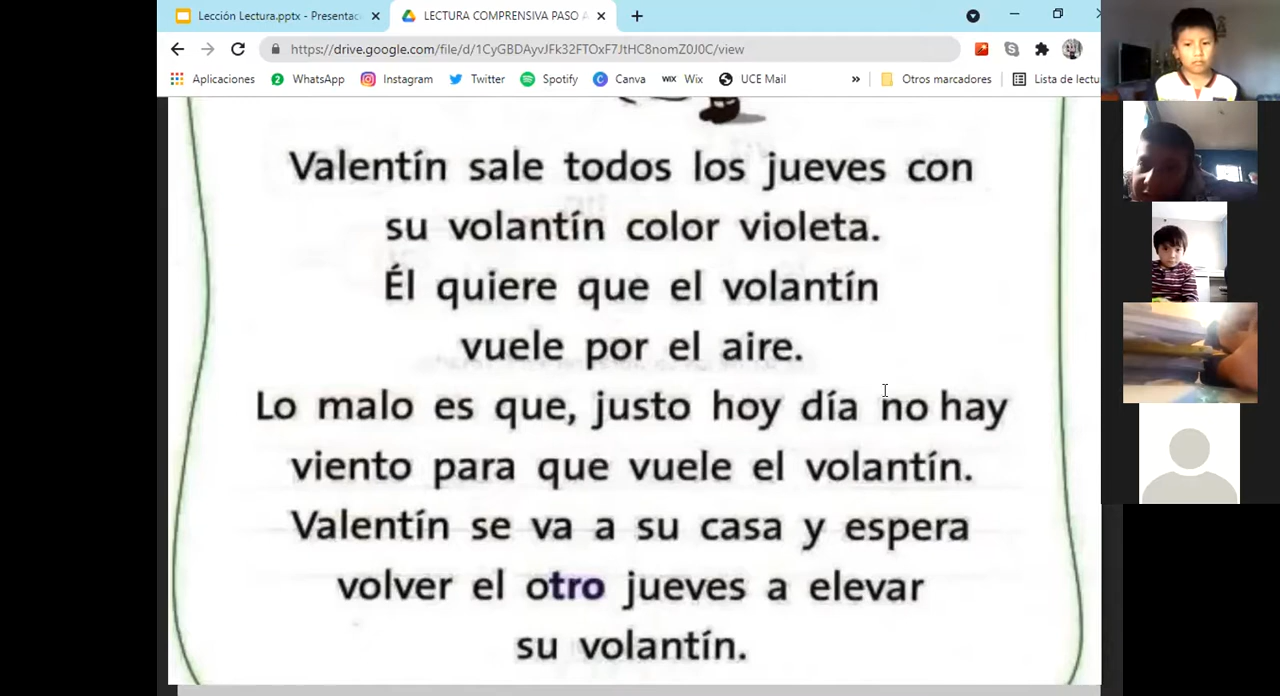 Lección Lectura.pptx - Presentac
LECTURA COMPRENSIVA PASO A
https://drive.google.com/file/d/1CyGBDAyvJFk32FTOxF7JtHC8nomZ0J0C/view
Aplicaciones WhatsApp Instagram Twitter Spotify Canva WIX Wix UCE Mail » Otros marcadores Lista de lectu
Valentín sale todos los jueves con
su volantín color violeta.
Él quiere que el volantín
vuele por el aire.
Lo malo es que, justo hoy día no hay
viento para que vuele el volantín.
Valentín se va a su casa y espera
volver el otro jueves a elevar
su volantín.